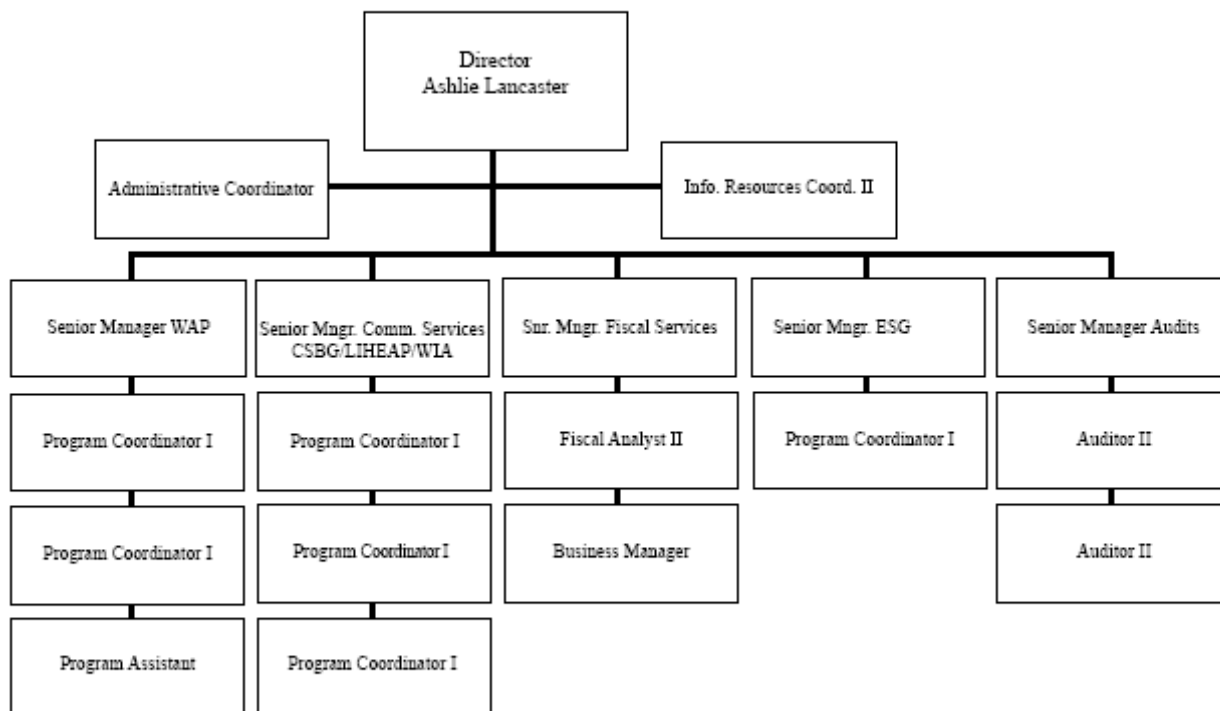 Director
Ashlie Lancaster
Administrative Coordinator
Info. Resources Coord. II
Senior Manager WAP
Senior Mngr. Comm. Services
CSBG/LIHEAP/WIA
Snr. Mngr. Fiscal Services
Senior Mngr. ESG
Senior Manager Audits
Program Coordinator I
Program Coordinator I
Fiscal Analyst II
Program Coordinator I
Auditor II
Program Coordinator I
Program Coordinator I
Business Manager
Auditor II
Program Assistant
Program Coordinator I